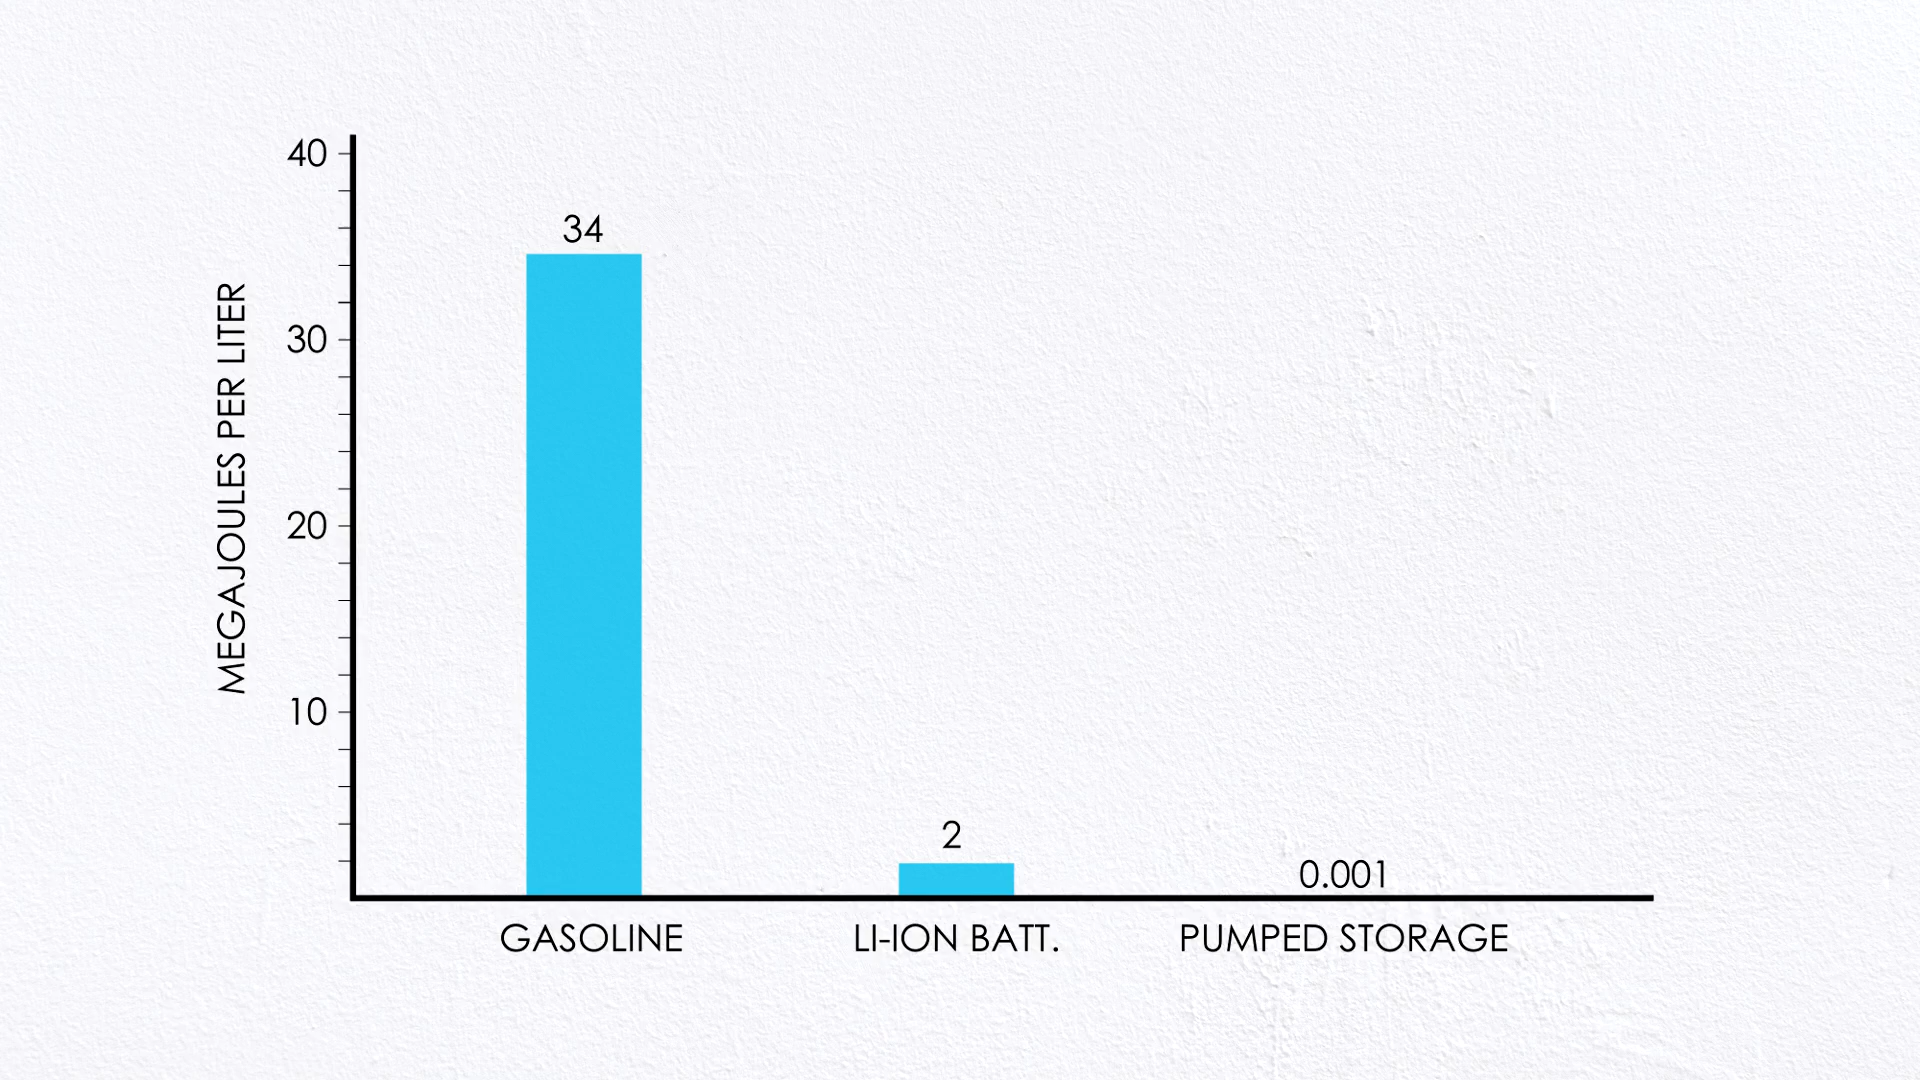 MEGAJOULES PER LITER
40
30
20
10
34
2
0.001
GASOLINE
LI-ION BATT.
PUMPED STORAGE